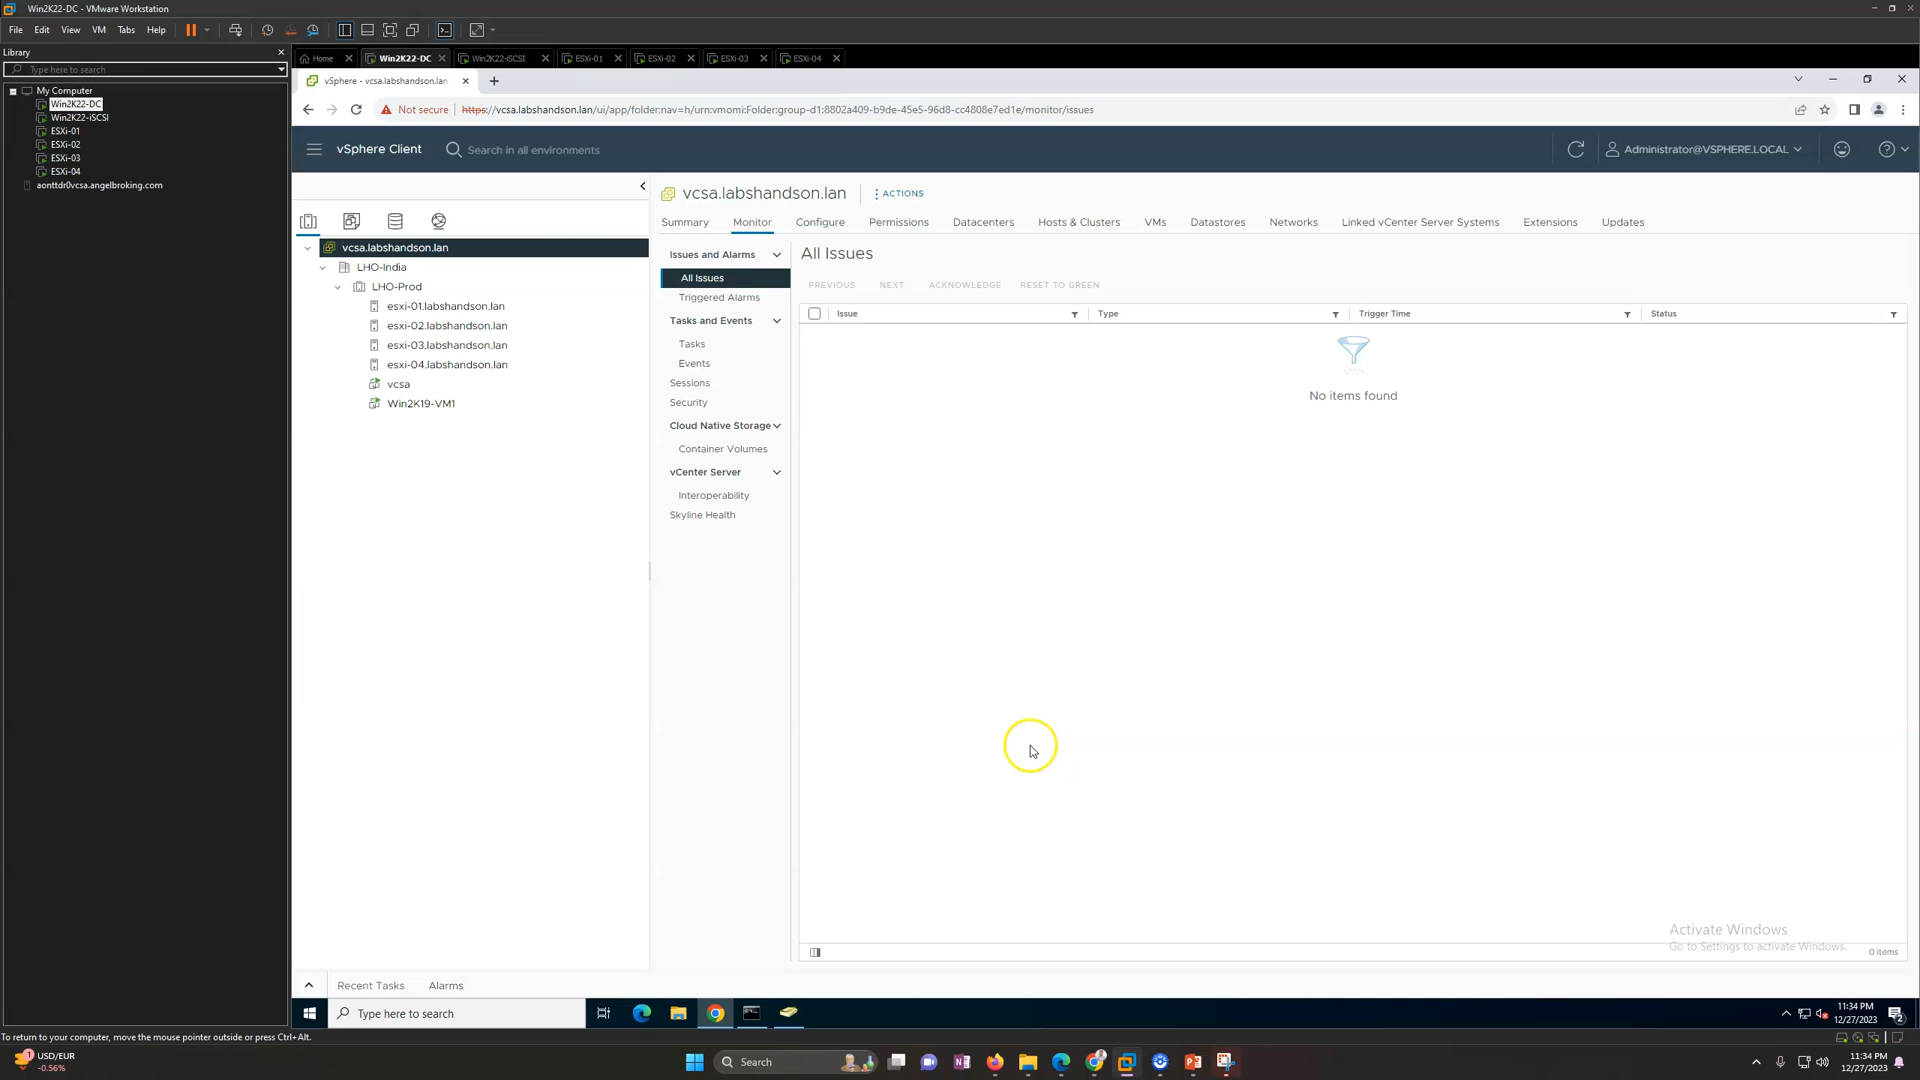 Win2K22-DC - VMware Workstation
File Edit View VM Tabs Help
Library
Type here to search
My Computer
Win2K22-DC
Win2K22-iSCSI
ESXi-01
ESXi-02
ESXi-03
ESXi-04
aonttdr0vcsa.angelbroking.com
Home Win2K22-DC Win2K22-iSCSI ESXi-01 ESXi-02 ESXi-03 ESXi-04
vSphere - vcsa.labshandson.lan
Not secure https://vcsa.labshandson.lan/ui/app/folder;nav=h/urn:vmomi:Folder:group-d1:8802a409-b9de-45e5-96d8-cc4808e7ed1e/monitor/issues
vSphere Client Search in all environments Administrator@VSPHERE.LOCAL
vcsa.labshandson.lan
LHO-India
LHO-Prod
esxi-01.labshandson.lan
esxi-02.labshandson.lan
esxi-03.labshandson.lan
esxi-04.labshandson.lan
vcsa
Win2K19-VM1
vcsa.labshandson.lan ACTIONS
Summary Monitor Configure Permissions Datacenters Hosts & Clusters VMs Datastores Networks Linked vCenter Server Systems Extensions Updates
Issues and Alarms
All Issues
Triggered Alarms
Tasks and Events
Tasks
Events
Sessions
Security
Cloud Native Storage
Container Volumes
vCenter Server
Interoperability
Skyline Health
All Issues
PREVIOUS NEXT ACKNOWLEDGE RESET TO GREEN
Issue Type Trigger Time Status
No items found
Activate Windows
Go to Settings to activate Windows.
0 items
Recent Tasks Alarms
Type here to search
11:34 PM
12/27/2023
2
To return to your computer, move the mouse pointer outside or press Ctrl+Alt.
1
USD/EUR
-0.56%
Search
11:34 PM
12/27/2023